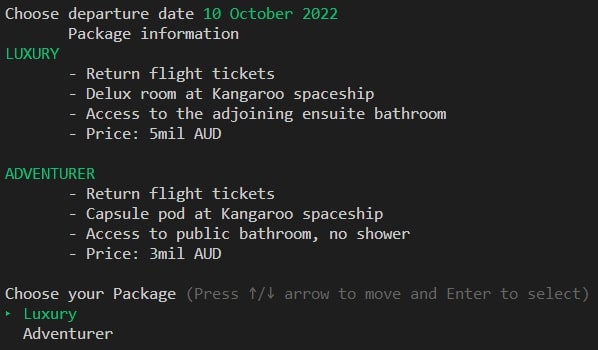 Choose departure date 10 October 2022
Package information
LUXURY
- Return flight tickets
- Delux room at Kangaroo spaceship
- Access to the adjoining ensuite bathroom
- Price: 5mil AUD
ADVENTURER
- Return flight tickets
- Capsule pod at Kangaroo spaceship
- Access to public bathroom, no shower
- Price: 3mil AUD
Choose your Package (Press ↑/↓ arrow to move and Enter to select)
‣ Luxury
Adventurer